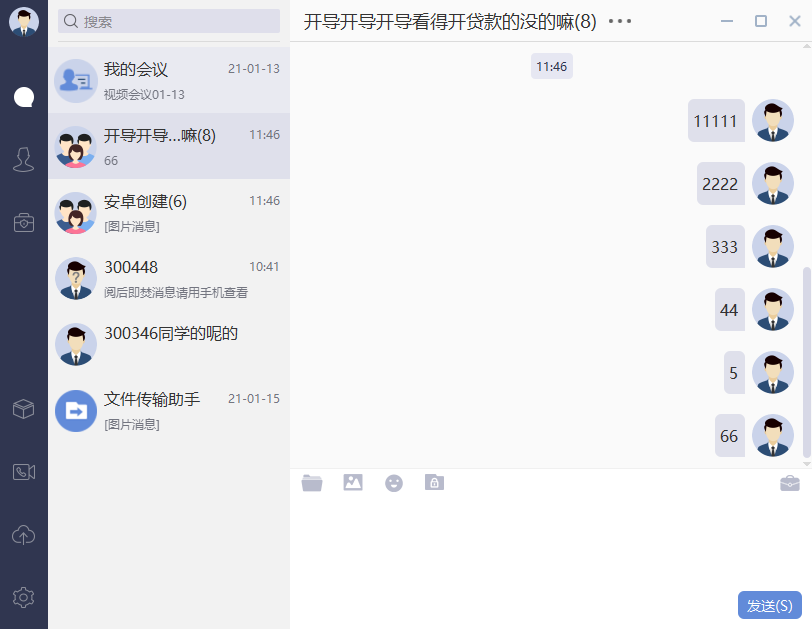 搜索
我的会议 21-01-13
视频会议01-13
开导开导...嘛(8) 11:46
66
安卓创建(6) 11:46
[图片消息]
300448 10:41
阅后即焚消息请用手机查看
300346同学的呢的
文件传输助手 21-01-15
[图片消息]
开导开导开导看得开贷款的没的嘛(8)
11:46
11111
2222
333
44
5
66
发送(S)